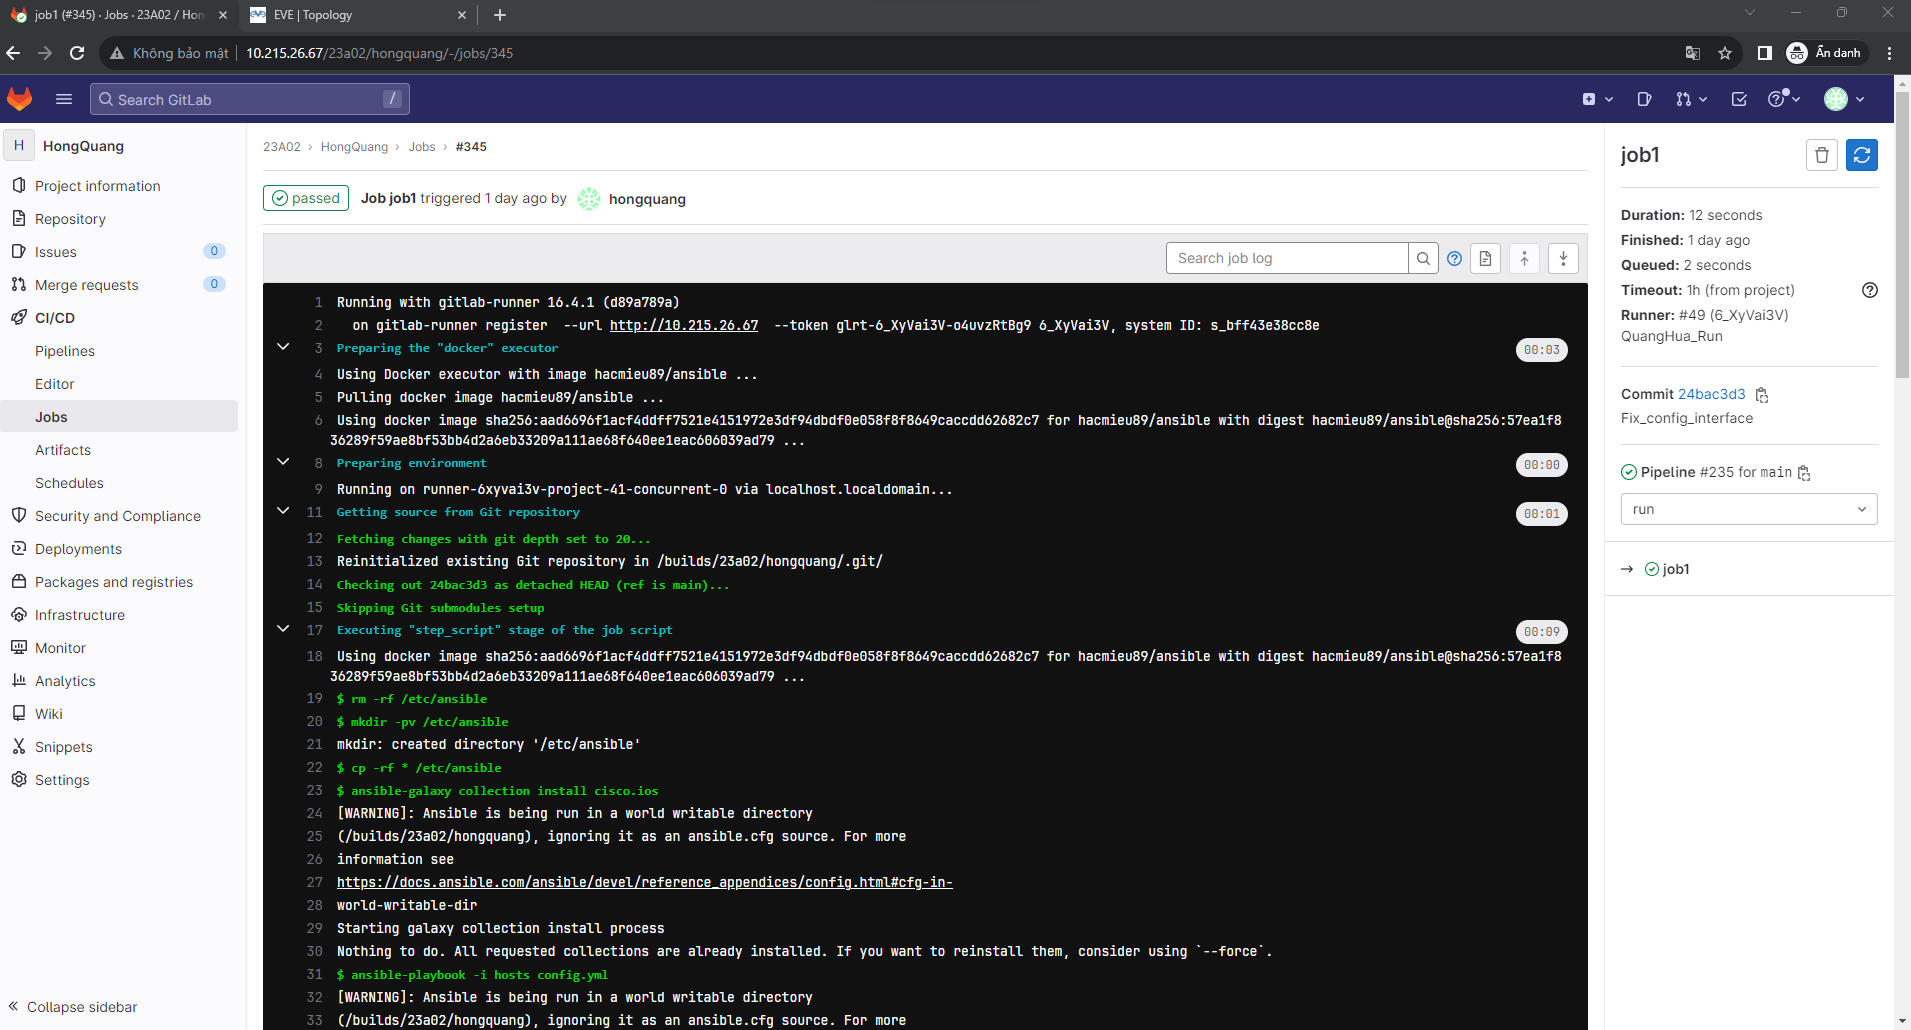 job1 (#345) · Jobs · 23A02 / Hon
EVE | Topology
Không bảo mật
10.215.26.67/23a02/hongquang/-/jobs/345
Ẩn danh
Search GitLab
/
H
HongQuang
Project information
Repository
Issues
0
Merge requests
0
CI/CD
Pipelines
Editor
Jobs
Artifacts
Schedules
Security and Compliance
Deployments
Packages and registries
Infrastructure
Monitor
Analytics
Wiki
Snippets
Settings
Collapse sidebar
23A02 › HongQuang › Jobs › #345
passed Job job1 triggered 1 day ago by hongquang
Search job log
1 Running with gitlab-runner 16.4.1 (d89a789a)
2 on gitlab-runner register --url http://10.215.26.67 --token glrt-6_XyVai3V-o4uvzRtBg9 6_XyVai3V, system ID: s_bff43e38cc8e
3 Preparing the "docker" executor 00:03
4 Using Docker executor with image hacmieu89/ansible ...
5 Pulling docker image hacmieu89/ansible ...
6 Using docker image sha256:aad6696f1acf4ddff7521e4151972e3df94dbdf0e058f8f8649caccdd62682c7 for hacmieu89/ansible with digest hacmieu89/ansible@sha256:57ea1f8
36289f59ae8bf53bb4d2a6eb33209a111ae68f640ee1eac606039ad79 ...
8 Preparing environment 00:00
9 Running on runner-6xyvai3v-project-41-concurrent-0 via localhost.localdomain...
11 Getting source from Git repository 00:01
12 Fetching changes with git depth set to 20...
13 Reinitialized existing Git repository in /builds/23a02/hongquang/.git/
14 Checking out 24bac3d3 as detached HEAD (ref is main)...
15 Skipping Git submodules setup
17 Executing "step_script" stage of the job script 00:09
18 Using docker image sha256:aad6696f1acf4ddff7521e4151972e3df94dbdf0e058f8f8649caccdd62682c7 for hacmieu89/ansible with digest hacmieu89/ansible@sha256:57ea1f8
36289f59ae8bf53bb4d2a6eb33209a111ae68f640ee1eac606039ad79 ...
19 $ rm -rf /etc/ansible
20 $ mkdir -pv /etc/ansible
21 mkdir: created directory '/etc/ansible'
22 $ cp -rf * /etc/ansible
23 $ ansible-galaxy collection install cisco.ios
24 [WARNING]: Ansible is being run in a world writable directory
25 (/builds/23a02/hongquang), ignoring it as an ansible.cfg source. For more
26 information see
27 https://docs.ansible.com/ansible/devel/reference_appendices/config.html#cfg-in-
28 world-writable-dir
29 Starting galaxy collection install process
30 Nothing to do. All requested collections are already installed. If you want to reinstall them, consider using `--force`.
31 $ ansible-playbook -i hosts config.yml
32 [WARNING]: Ansible is being run in a world writable directory
33 (/builds/23a02/hongquang), ignoring it as an ansible.cfg source. For more
job1
Duration: 12 seconds
Finished: 1 day ago
Queued: 2 seconds
Timeout: 1h (from project)
Runner: #49 (6_XyVai3V)
QuangHua_Run
Commit 24bac3d3
Fix_config_interface
Pipeline #235 for main
run
→ job1